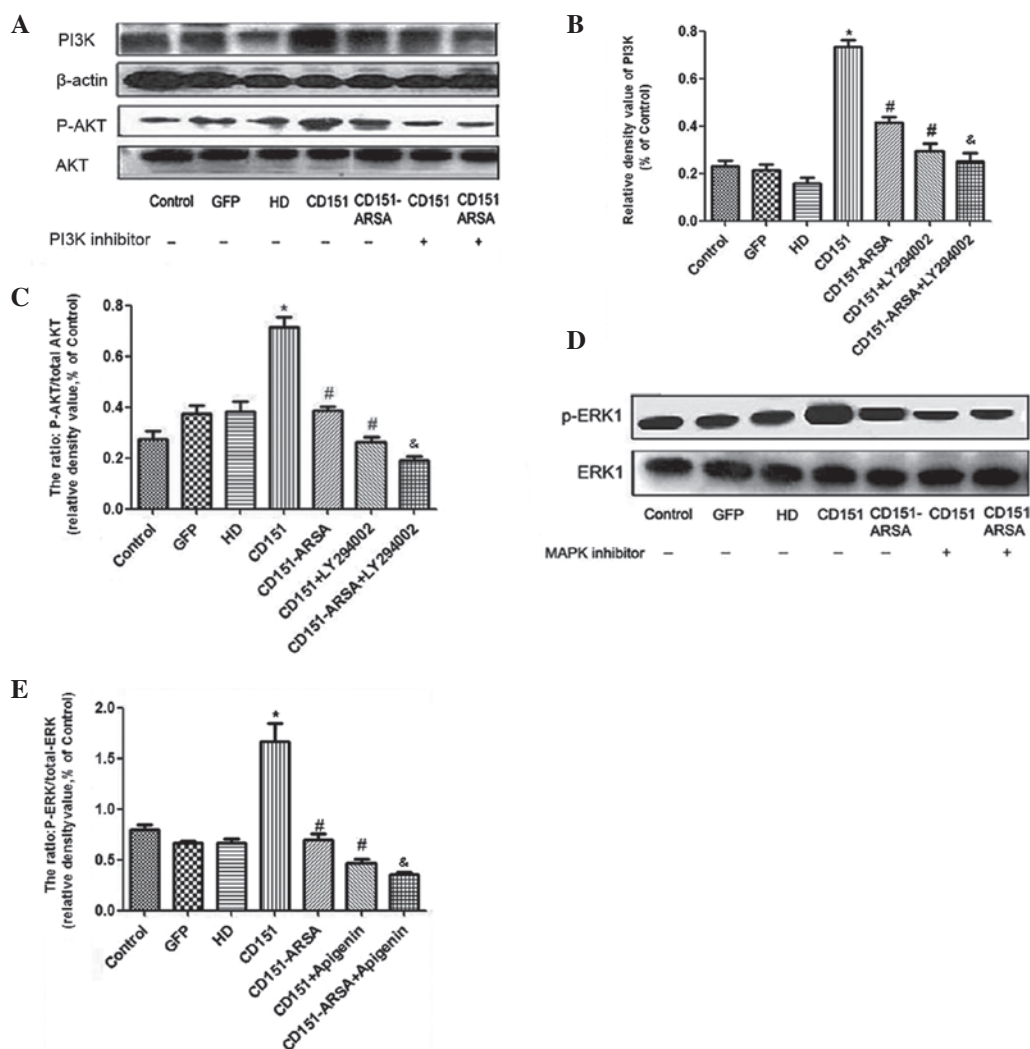 A
PI3K
β-actin
P-AKT
AKT
Control GFP HD CD151 CD151-ARSA CD151 CD151 ARSA
PI3K inhibitor – – – – – + +
B
Relative density value of PI3K
(% of Control)
0.8
0.6
0.4
0.2
0.0
*
#
#
&
Control
GFP
HD
CD151
CD151-ARSA
CD151+LY294002
CD151-ARSA+LY294002
C
The ratio: P-AKT/total AKT
(relative density value,% of Control)
0.8
0.6
0.4
0.2
0.0
*
#
#
&
Control
GFP
HD
CD151
CD151-ARSA
CD151+LY294002
CD151-ARSA+LY294002
D
p-ERK1
ERK1
Control GFP HD CD151 CD151-ARSA CD151 CD151 ARSA
MAPK inhibitor – – – – – + +
E
The ratio:P-ERK/total-ERK
(relative density value,% of Control)
2.0
1.5
1.0
0.5
0.0
*
#
#
&
Control
GFP
HD
CD151
CD151-ARSA
CD151+Apigenin
CD151-ARSA+Apigenin